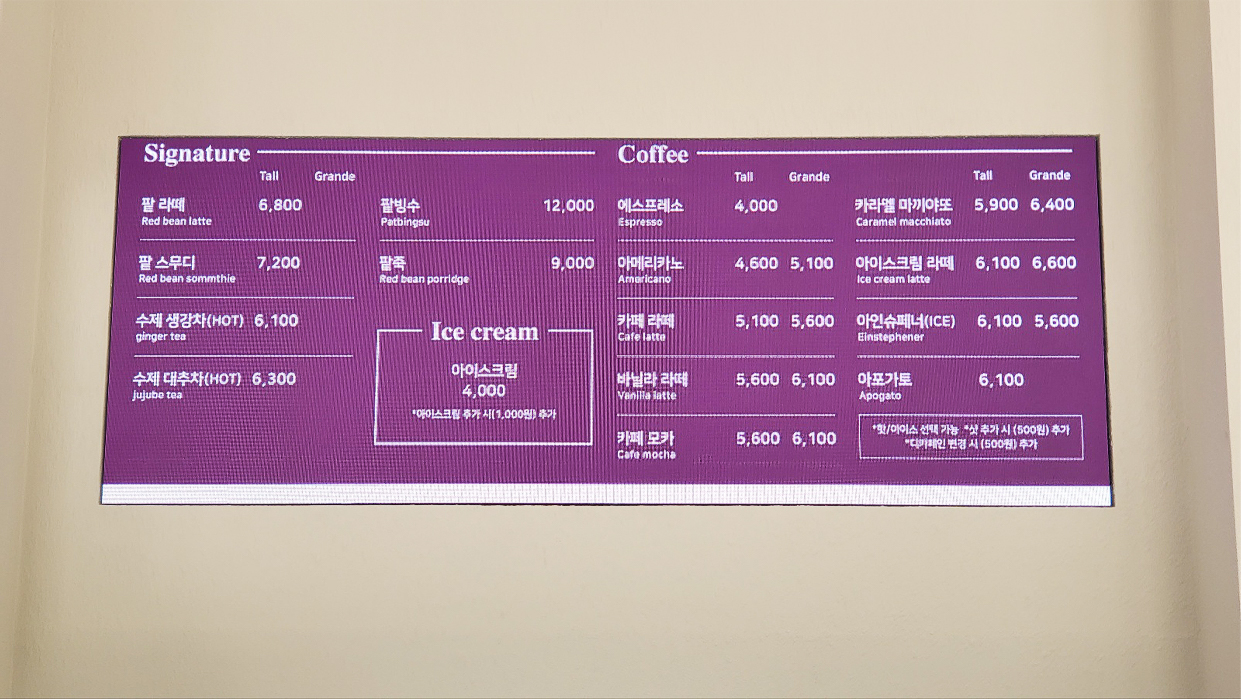 Signature
Tall Grande
팥 라떼 6,800
Red bean latte
팥 스무디 7,200
Red bean sommthie
수제 생강차(HOT) 6,100
ginger tea
수제 대추차(HOT) 6,300
jujube tea
팥빙수 12,000
Patbingsu
팥죽 9,000
Red bean porridge
Ice cream
아이스크림
4,000
*아이스크림 추가 시(1,000원) 추가
Coffee
Tall Grande
에스프레소 4,000
Espresso
아메리카노 4,600 5,100
Americano
카페 라떼 5,100 5,600
Cafe latte
바닐라 라떼 5,600 6,100
Vanilla latte
카페 모카 5,600 6,100
Cafe mocha
Tall Grande
카라멜 마끼야또 5,900 6,400
Caramel macchiato
아이스크림 라떼 6,100 6,600
Ice cream latte
아인슈페너(ICE) 6,100 5,600
Einstephener
아포가토 6,100
Apogato
*핫/아이스 선택 가능 *샷 추가 시 (500원) 추가
*디카페인 변경 시 (500원) 추가